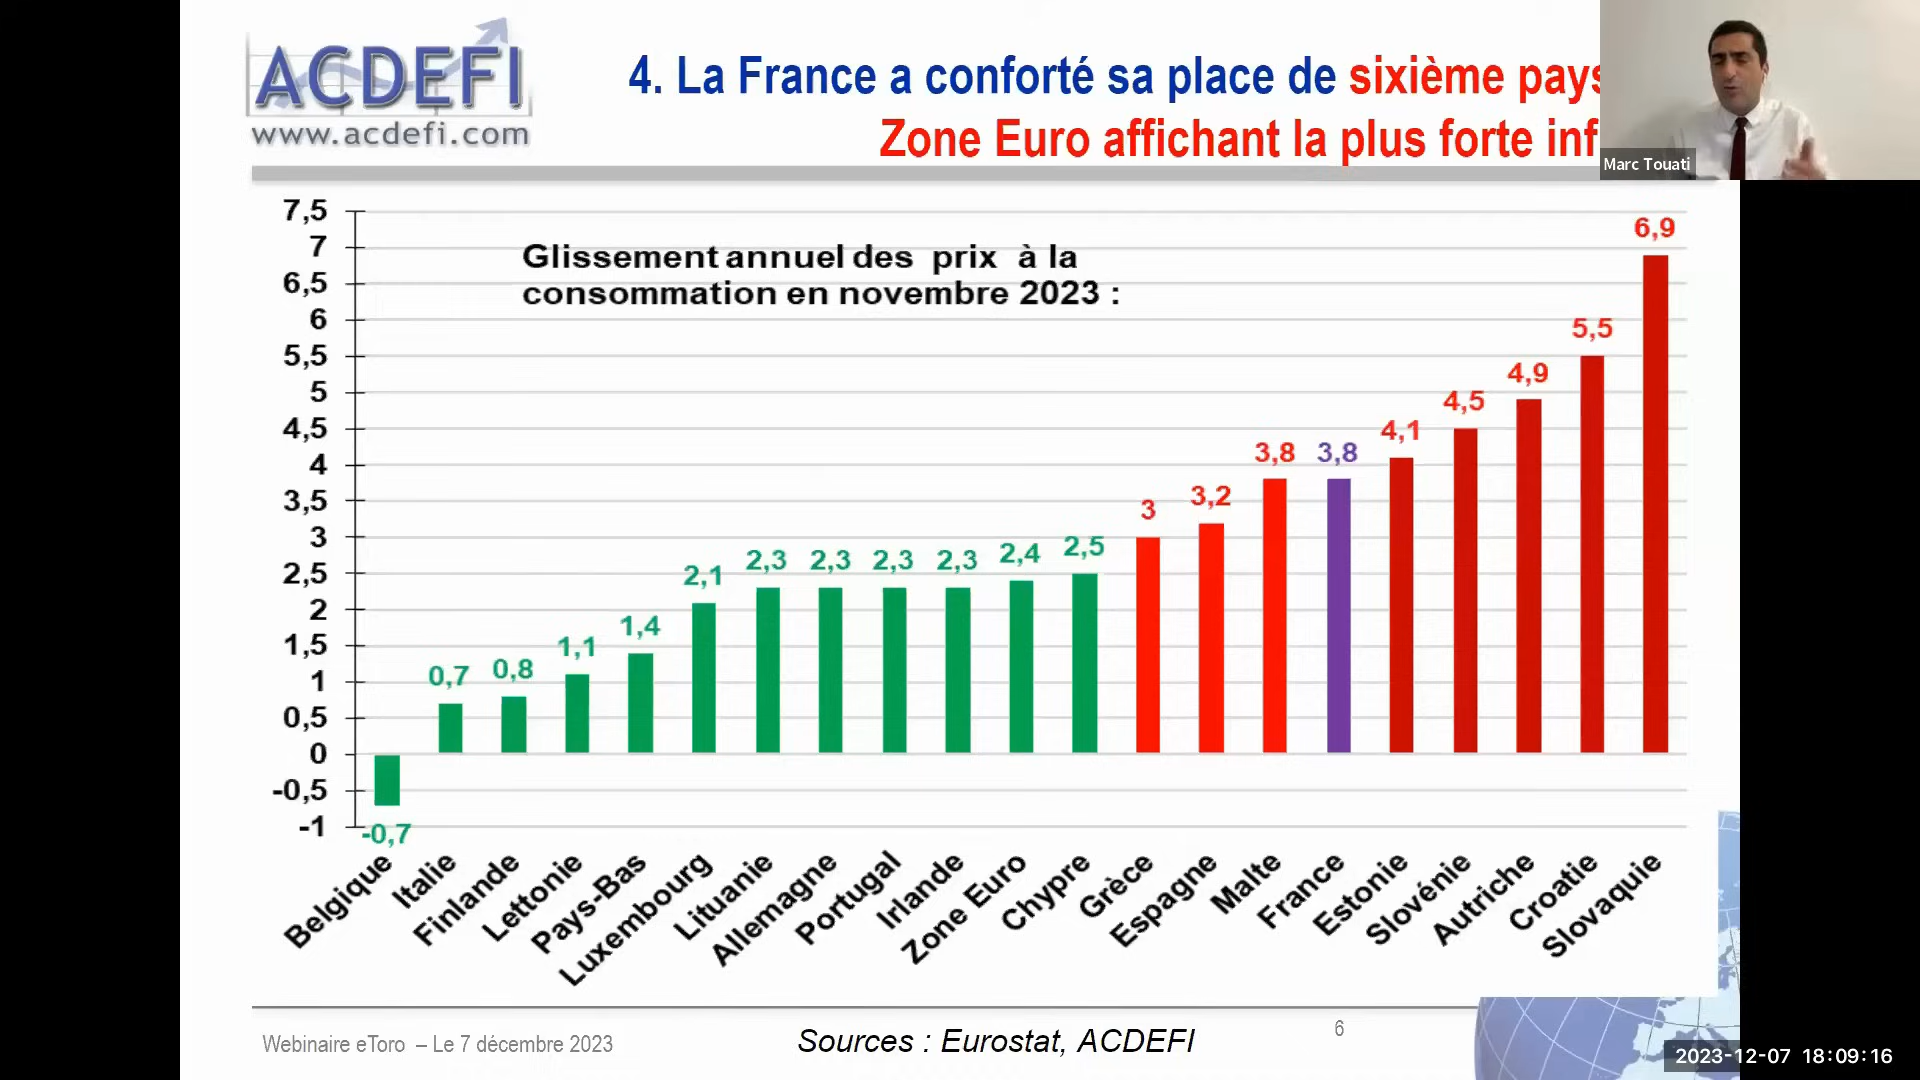 ACDEFI
www.acdefi.com
4. La France a conforté sa place de sixième pays
Zone Euro affichant la plus forte inf
Marc Touati
Glissement annuel des prix à la
consommation en novembre 2023 :
7,5
7
6,5
6
5,5
5
4,5
4
3,5
3
2,5
2
1,5
1
0,5
0
-0,5
-1
-0,7
0,7
0,8
1,1
1,4
2,1
2,3
2,3
2,3
2,3
2,4
2,5
3
3,2
3,8
3,8
4,1
4,5
4,9
5,5
6,9
Belgique
Italie
Finlande
Lettonie
Pays-Bas
Luxembourg
Lituanie
Allemagne
Portugal
Irlande
Zone Euro
Chypre
Grèce
Espagne
Malte
France
Estonie
Slovénie
Autriche
Croatie
Slovaquie
Webinaire eToro – Le 7 décembre 2023
Sources : Eurostat, ACDEFI
6
2023-12-07 18:09:16